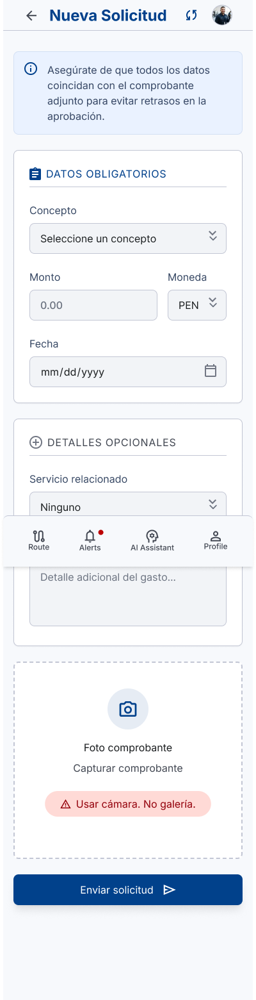 Nueva Solicitud
Asegúrate de que todos los datos
coincidan con el comprobante
adjunto para evitar retrasos en la
aprobación.
DATOS OBLIGATORIOS
Concepto
Seleccione un concepto
Monto
Moneda
0.00
PEN
Fecha
mm/dd/yyyy
DETALLES OPCIONALES
Servicio relacionado
Ninguno
Route
Alerts
AI Assistant
Profile
Detalle adicional del gasto...
Foto comprobante
Capturar comprobante
Usar cámara. No galería.
Enviar solicitud